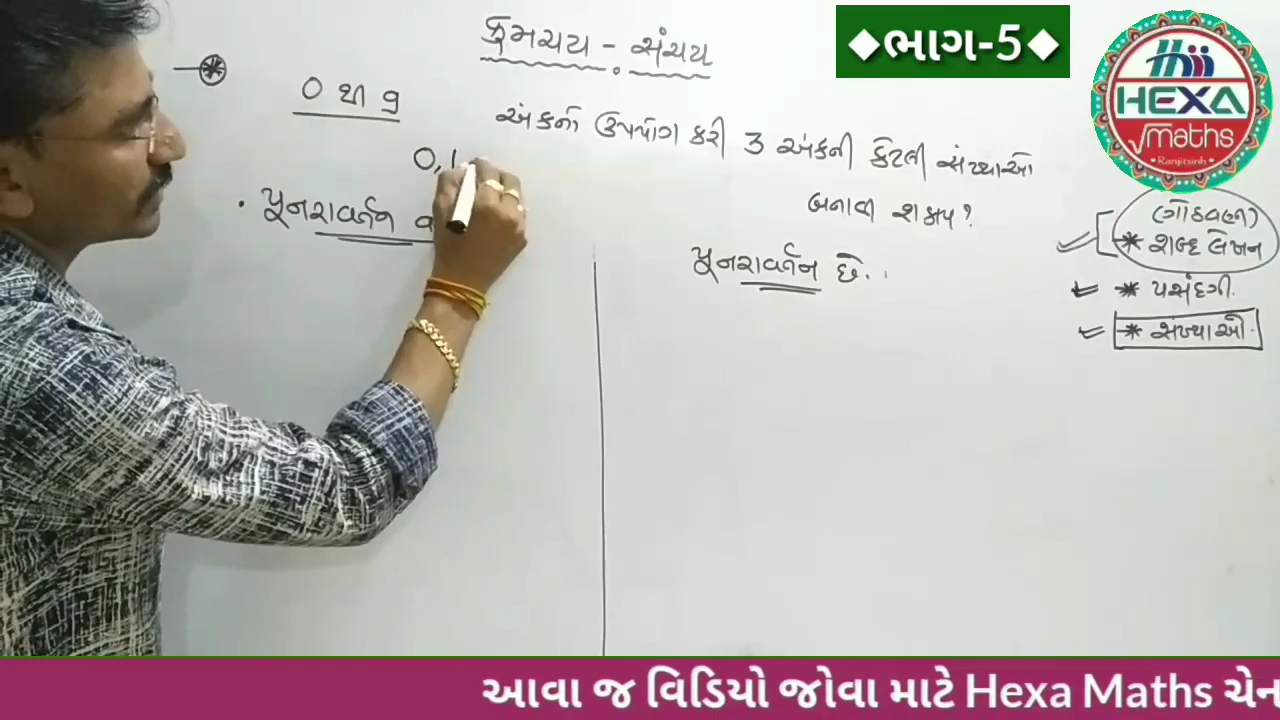 ક્રમચય - સંચય
◆ભાગ-5◆
HEXA
maths
Ranjitsinh
0 થી 9
અંકનો ઉપયોગ કરી 3 અંકની કેટલી સંખ્યાઓ
બનાવી શકાય?
0, 1
• પૂનરાવર્તન
પૂનરાવર્તન છે..
(ગોઠવણ)
* શબ્દ લેખન
* પસંદગી.
* સંખ્યાઓ.
આવા જ વિડિયો જોવા માટે Hexa Maths ચેન